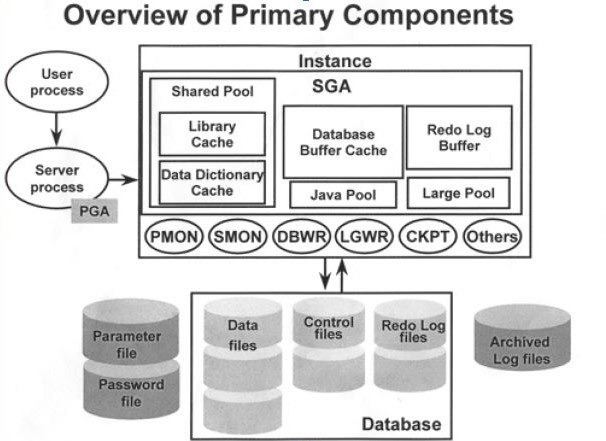 Overview of Primary Components
User
process
Server
process
PGA
Instance
SGA
Shared Pool
Library
Cache
Data Dictionary
Cache
Database
Buffer Cache
Redo Log
Buffer
Java Pool
Large Pool
PMON
SMON
DBWR
LGWR
CKPT
Others
Parameter
file
Password
file
Data
files
Control
files
Redo Log
files
Database
Archived
Log files